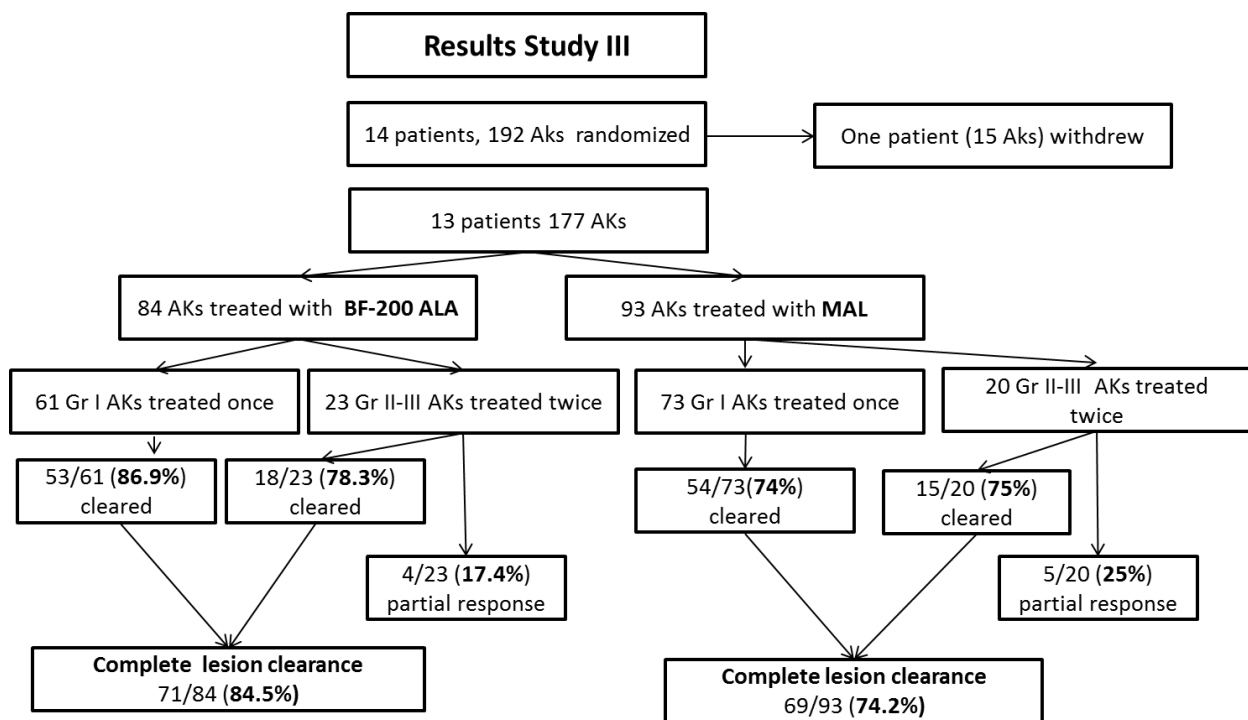 Results Study III
14 patients, 192 Aks randomized
One patient (15 Aks) withdrew
13 patients 177 AKs
84 AKs treated with BF-200 ALA
93 AKs treated with MAL
61 Gr I AKs treated once
23 Gr II-III AKs treated twice
73 Gr I AKs treated once
20 Gr II-III AKs treated
twice
53/61 (86.9%)
cleared
18/23 (78.3%)
cleared
54/73(74%)
cleared
15/20 (75%)
cleared
4/23 (17.4%)
partial response
5/20 (25%)
partial response
Complete lesion clearance
71/84 (84.5%)
Complete lesion clearance
69/93 (74.2%)